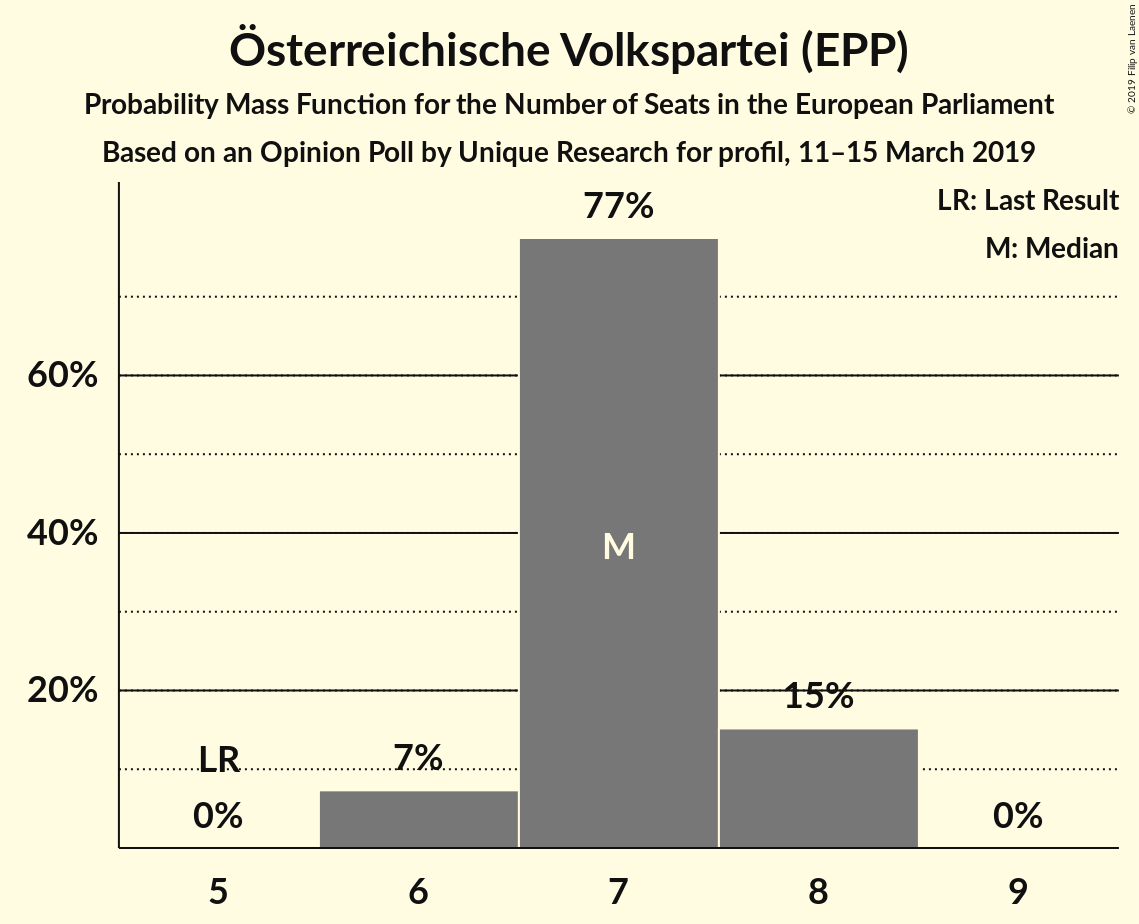 Österreichische Volkspartei (EPP)
Probability Mass Function for the Number of Seats in the European Parliament
Based on an Opinion Poll by Unique Research for profil, 11–15 March 2019
© 2019 Filip van Laenen
LR: Last Result
M: Median
77%
60%
40%
M
20%
15%
LR
7%
0%
0%
5
6
7
8
9